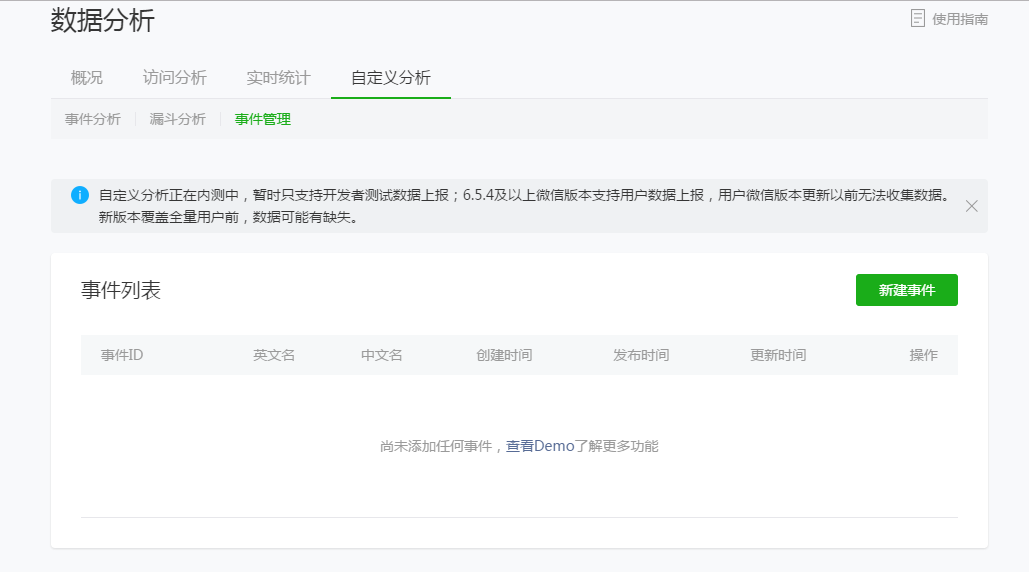 数据分析
使用指南
概况 访问分析 实时统计 自定义分析
事件分析 漏斗分析 事件管理
自定义分析正在内测中，暂时只支持开发者测试数据上报；6.5.4及以上微信版本支持用户数据上报，用户微信版本更新以前无法收集数据。
新版本覆盖全量用户前，数据可能有缺失。
事件列表
新建事件
事件ID 英文名 中文名 创建时间 发布时间 更新时间 操作
尚未添加任何事件，查看Demo了解更多功能